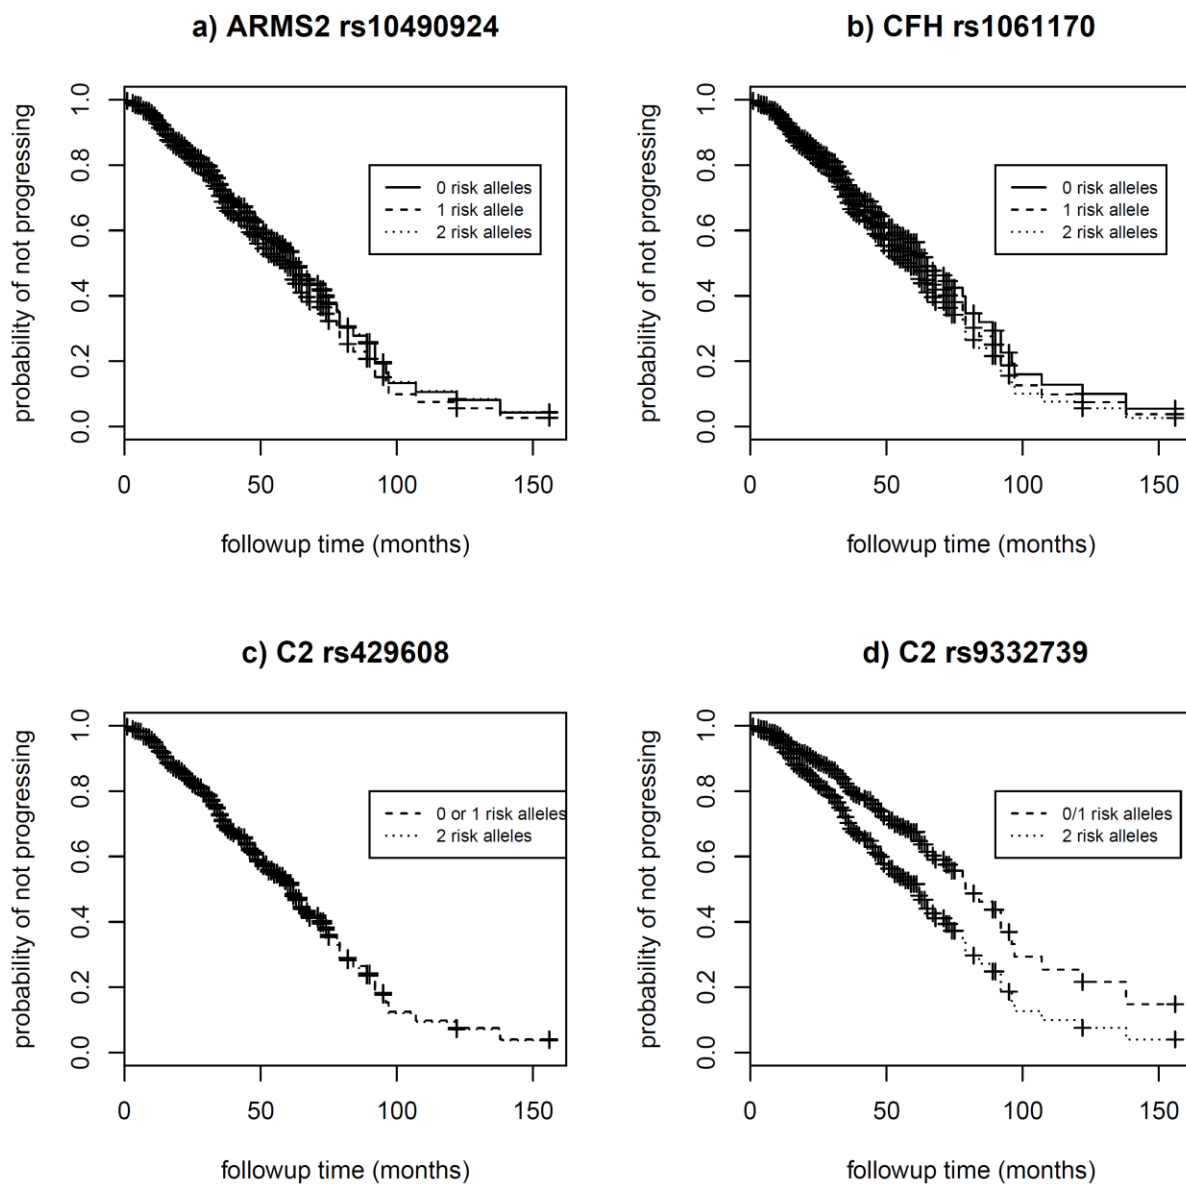 a) ARMS2 rs10490924
probability of not progressing
1.0
0.8
0.6
0.4
0.2
0.0
0 risk alleles
1 risk allele
2 risk alleles
0 50 100 150
followup time (months)
b) CFH rs1061170
probability of not progressing
1.0
0.8
0.6
0.4
0.2
0.0
0 risk alleles
1 risk allele
2 risk alleles
0 50 100 150
followup time (months)
c) C2 rs429608
probability of not progressing
1.0
0.8
0.6
0.4
0.2
0.0
0 or 1 risk alleles
2 risk alleles
0 50 100 150
followup time (months)
d) C2 rs9332739
probability of not progressing
1.0
0.8
0.6
0.4
0.2
0.0
0/1 risk alleles
2 risk alleles
0 50 100 150
followup time (months)